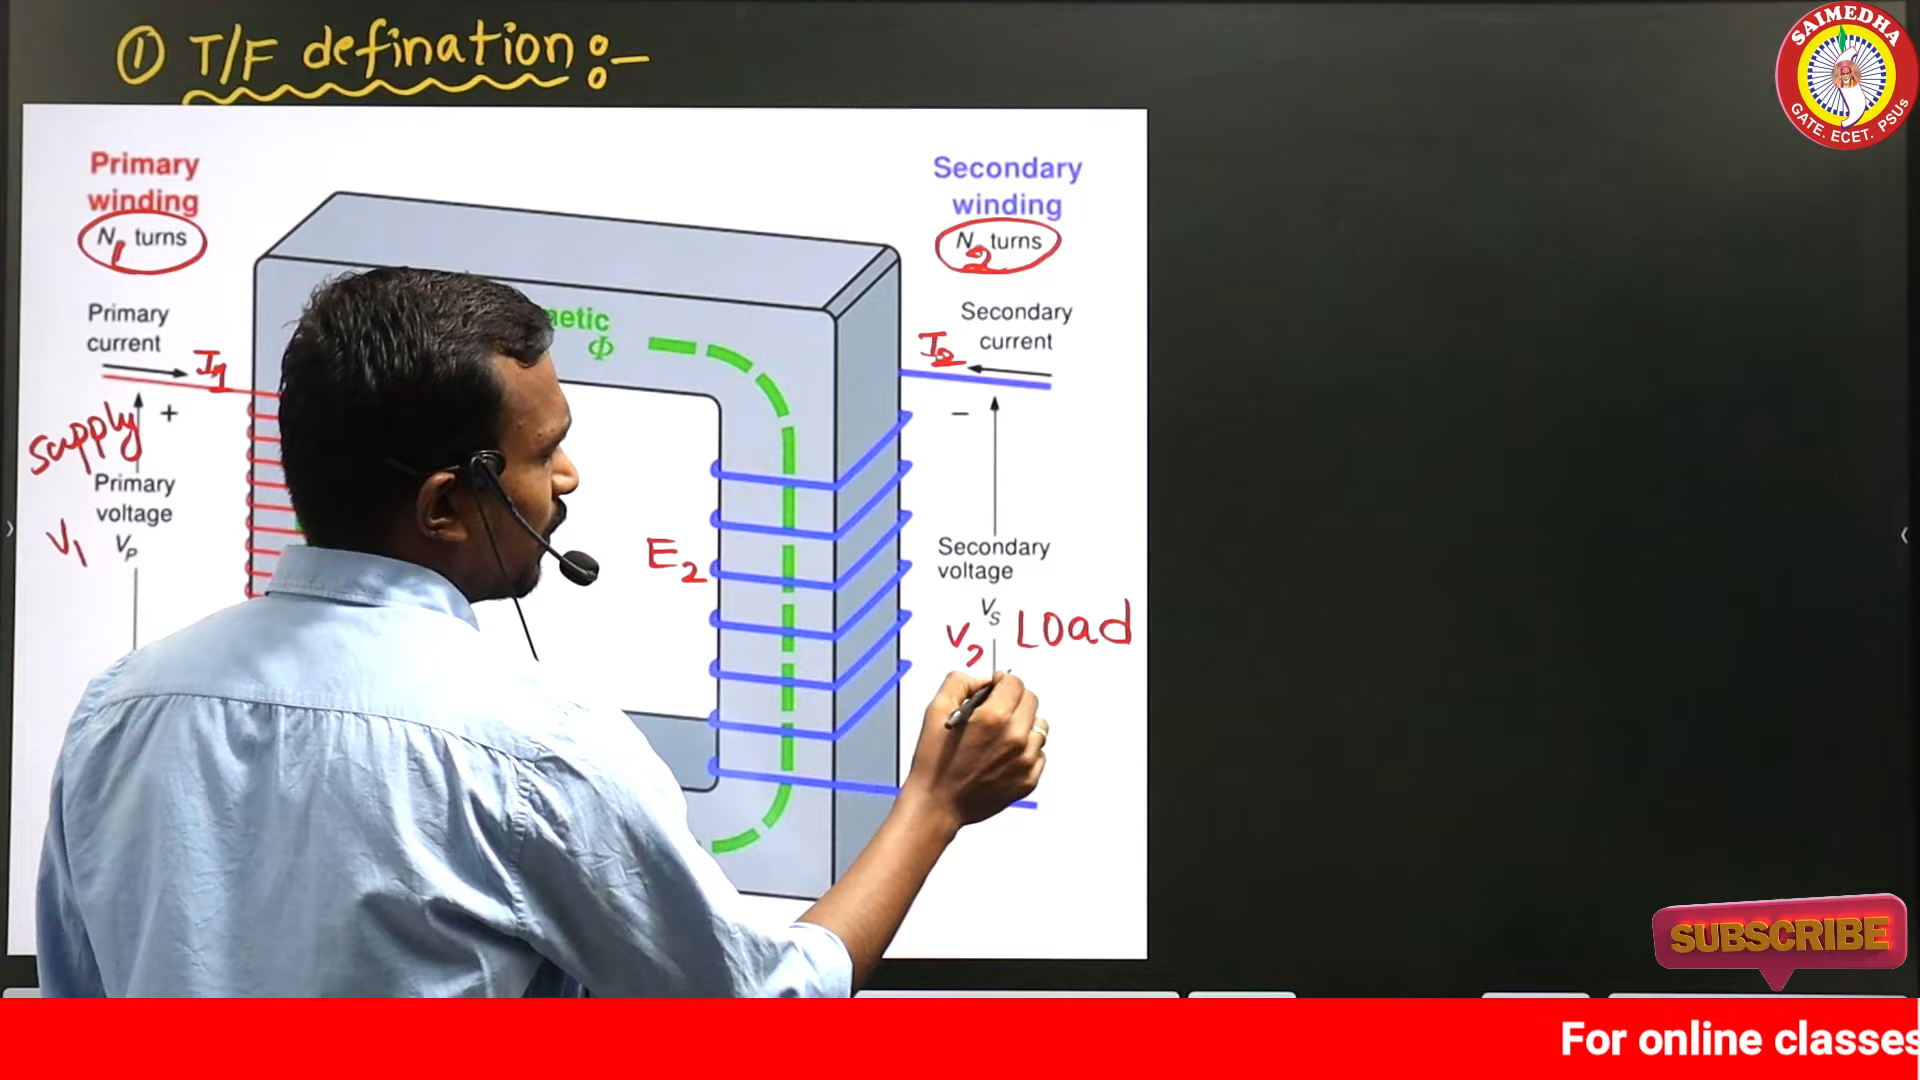 ① T/F defination :-
SAIMEDHA
GATE. ECET. PSUs
Primary
winding
N1 turns
Primary
current
I1
+
supply
Primary
voltage
V1
VP
netic
Φ
E2
Secondary
winding
N2 turns
Secondary
current
I2
−
Secondary
voltage
VS
V2
Load
SUBSCRIBE
For online classes